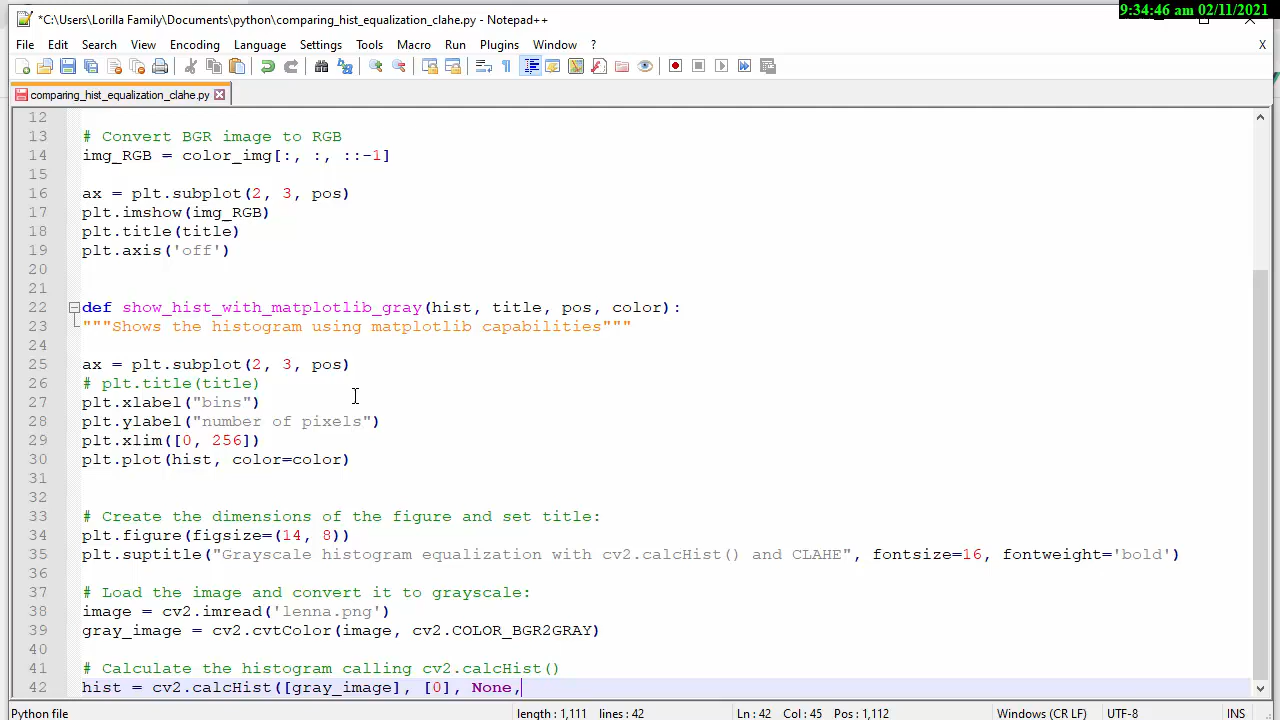 *C:\Users\Lorilla Family\Documents\python\comparing_hist_equalization_clahe.py - Notepad++
9:34:46 am 02/11/2021
File Edit Search View Encoding Language Settings Tools Macro Run Plugins Window ? X
comparing_hist_equalization_clahe.py
12
13 # Convert BGR image to RGB
14 img_RGB = color_img[:, :, ::-1]
15
16 ax = plt.subplot(2, 3, pos)
17 plt.imshow(img_RGB)
18 plt.title(title)
19 plt.axis('off')
20
21
22 def show_hist_with_matplotlib_gray(hist, title, pos, color):
23 """Shows the histogram using matplotlib capabilities"""
24
25 ax = plt.subplot(2, 3, pos)
26 # plt.title(title)
27 plt.xlabel("bins")
28 plt.ylabel("number of pixels")
29 plt.xlim([0, 256])
30 plt.plot(hist, color=color)
31
32
33 # Create the dimensions of the figure and set title:
34 plt.figure(figsize=(14, 8))
35 plt.suptitle("Grayscale histogram equalization with cv2.calcHist() and CLAHE", fontsize=16, fontweight='bold')
36
37 # Load the image and convert it to grayscale:
38 image = cv2.imread('lenna.png')
39 gray_image = cv2.cvtColor(image, cv2.COLOR_BGR2GRAY)
40
41 # Calculate the histogram calling cv2.calcHist()
42 hist = cv2.calcHist([gray_image], [0], None,
Python file length : 1,111 lines : 42 Ln : 42 Col : 45 Pos : 1,112 Windows (CR LF) UTF-8 INS